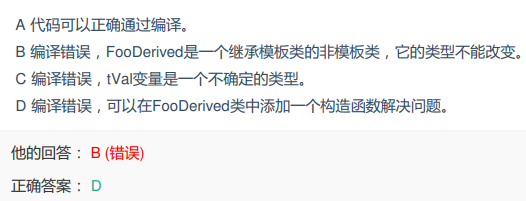 A 代码可以正确通过编译。
B 编译错误，FooDerived是一个继承模板类的非模板类，它的类型不能改变。
C 编译错误，tVal变量是一个不确定的类型。
D 编译错误，可以在FooDerived类中添加一个构造函数解决问题。
他的回答： B (错误)
正确答案： D